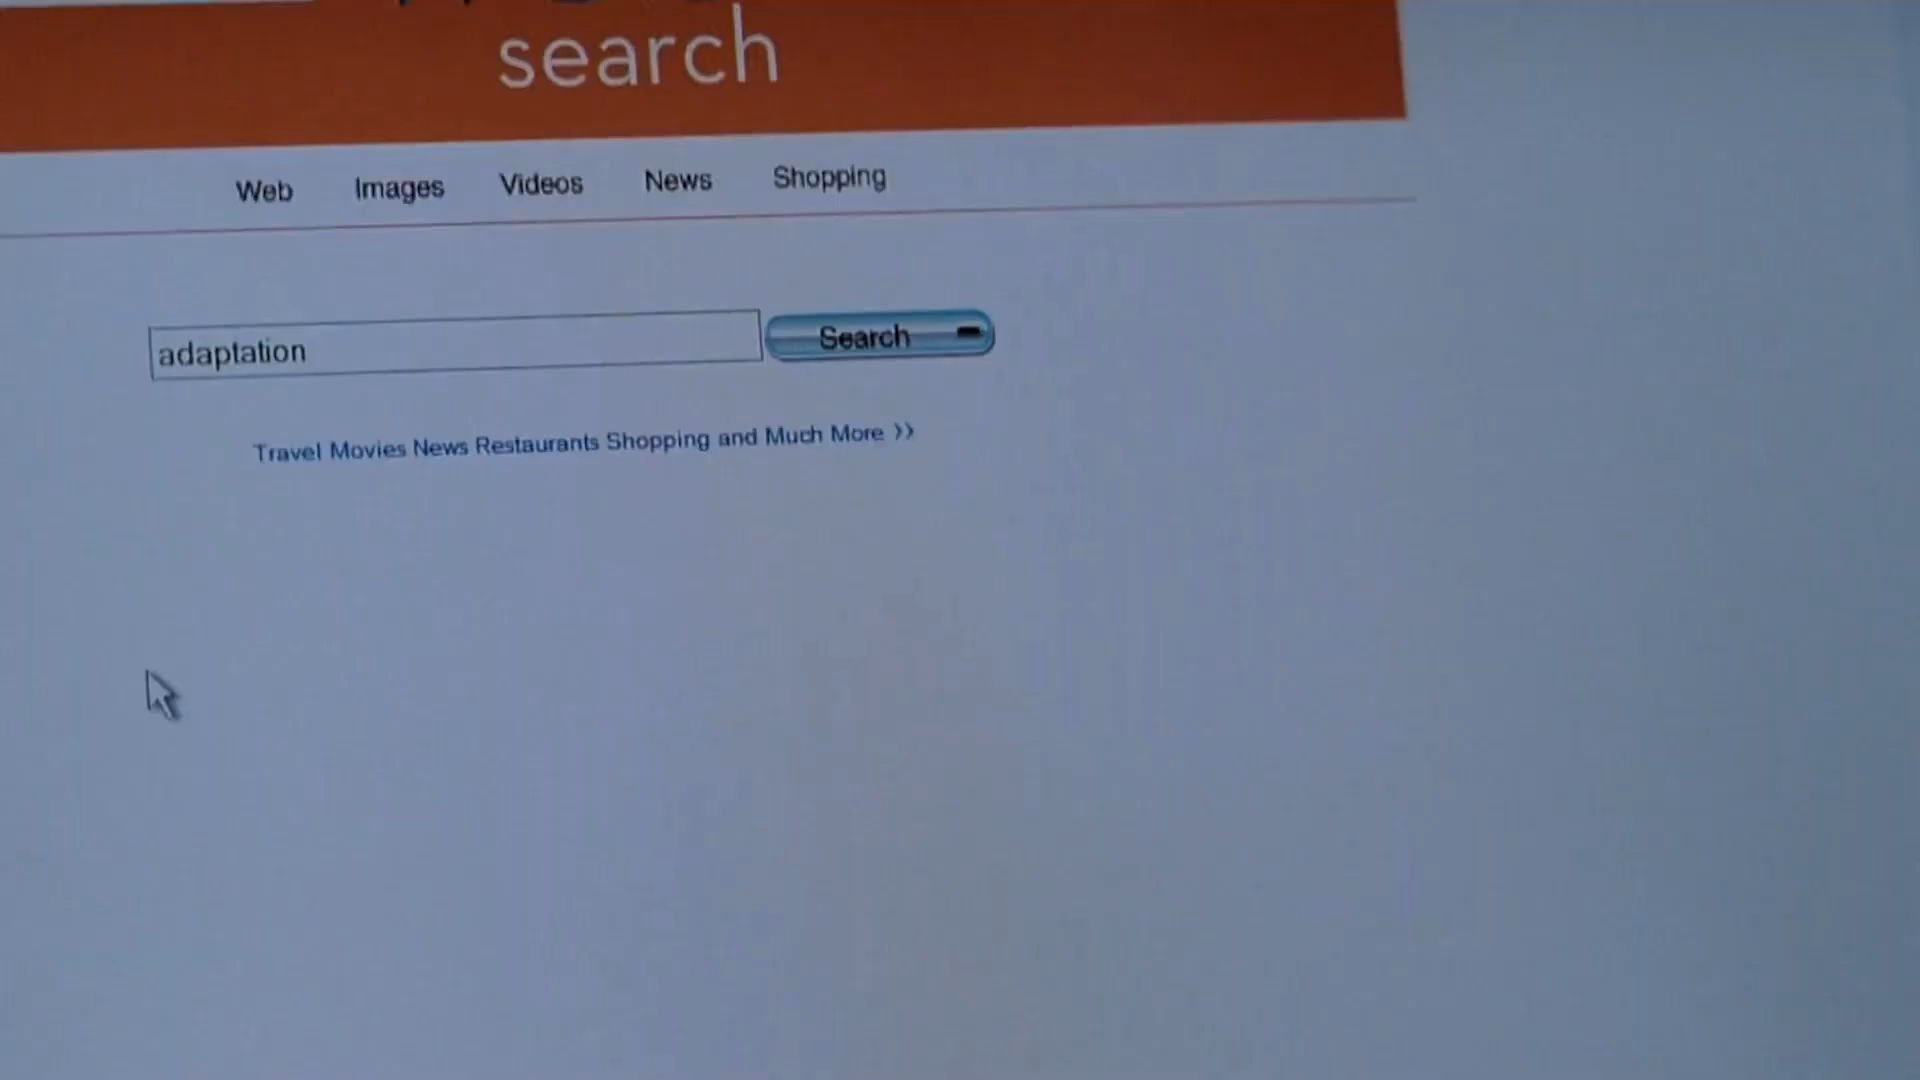 search
Web Images Videos News Shopping
adaptation
Search
Travel Movies News Restaurants Shopping and Much More >>